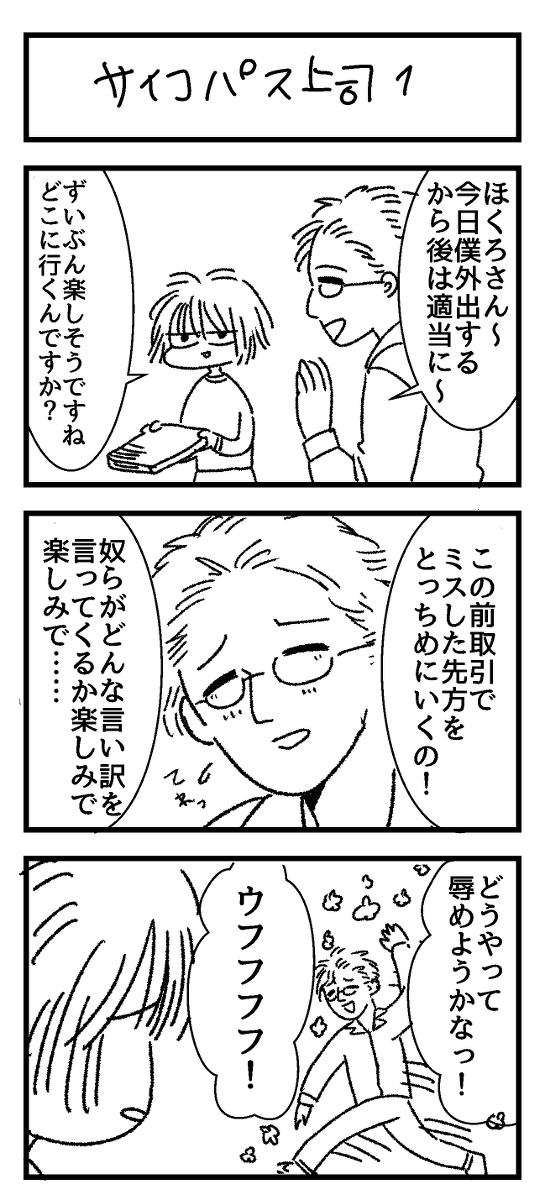 サイコパス上司1
ほくろさん～
今日僕外出する
から後は適当に～
ずいぶん楽しそうですね
どこに行くんですか？
この前取引で
ミスした先方を
とっちめにいくの！
奴らがどんな言い訳を
言ってくるか楽しみで
楽しみで……
どうやって
辱めようかなっ！
ウフフフフ！